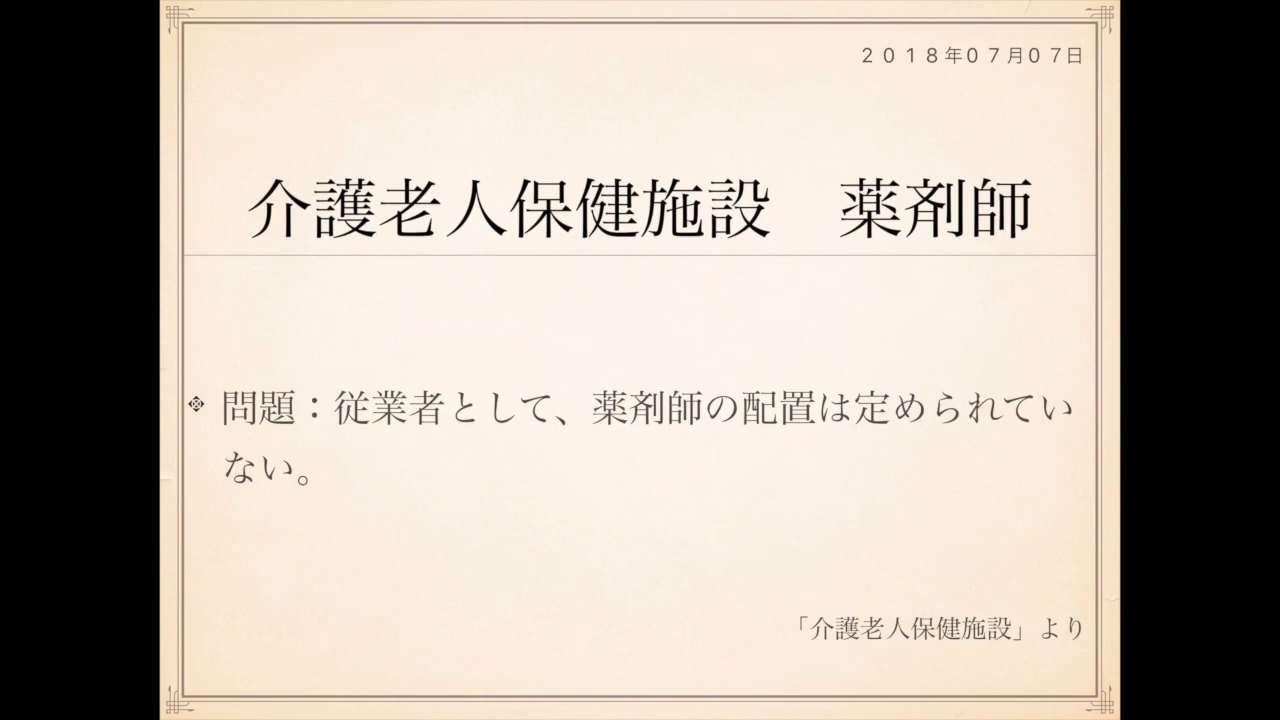 ２０１８年０７月０７日
介護老人保健施設　薬剤師
問題：従業者として、薬剤師の配置は定められてい
ない。
「介護老人保健施設」より